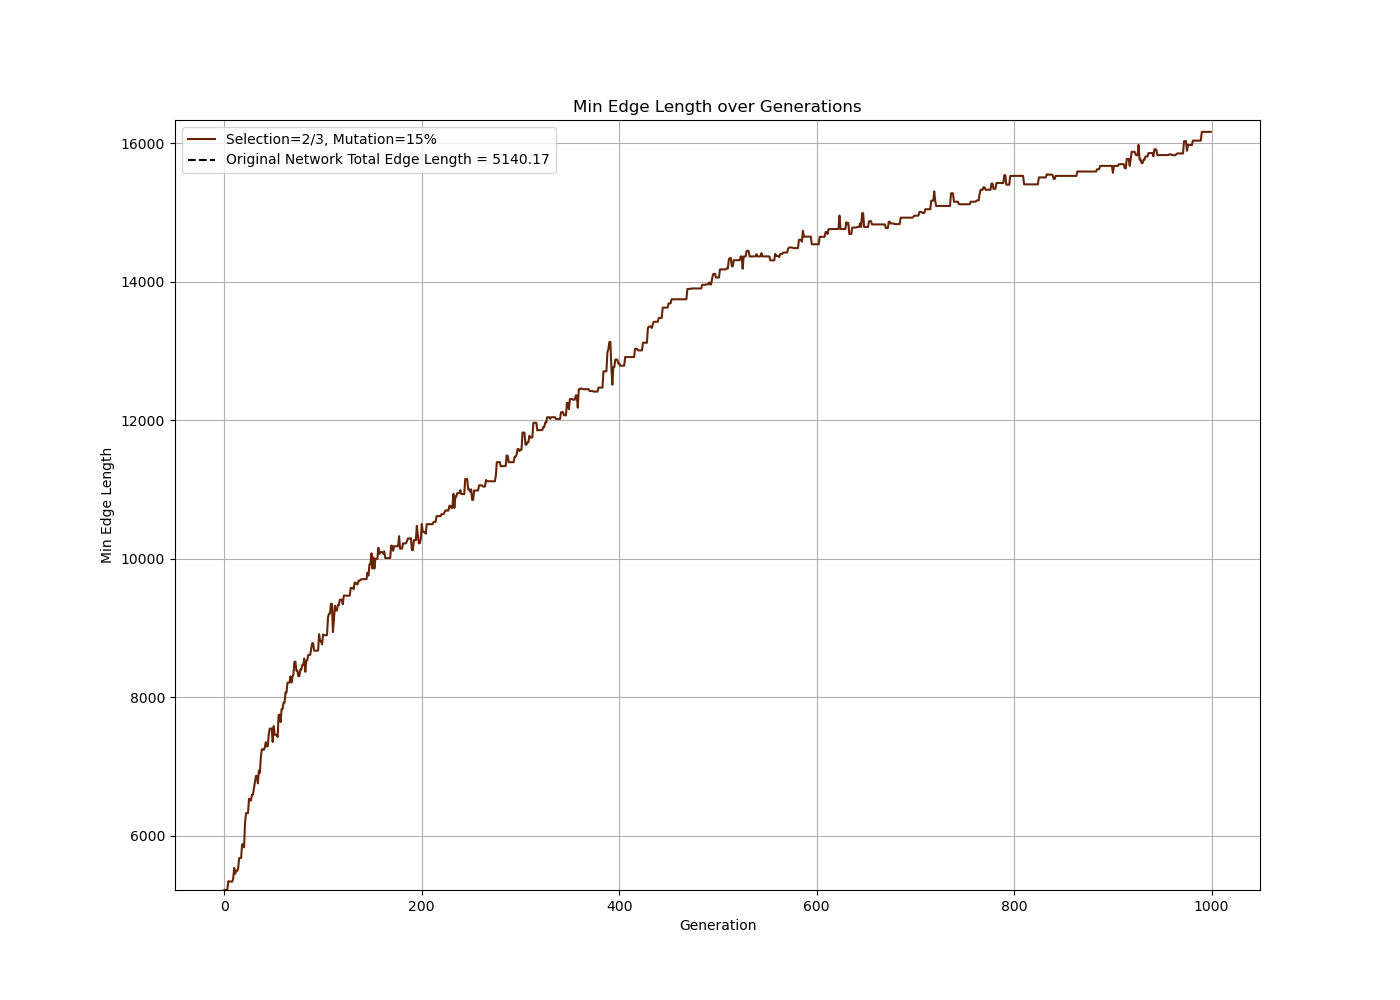 Min Edge Length over Generations
Selection=2/3, Mutation=15%
Original Network Total Edge Length = 5140.17
16000
14000
12000
10000
8000
6000
Min Edge Length
0 200 400 600 800 1000
Generation